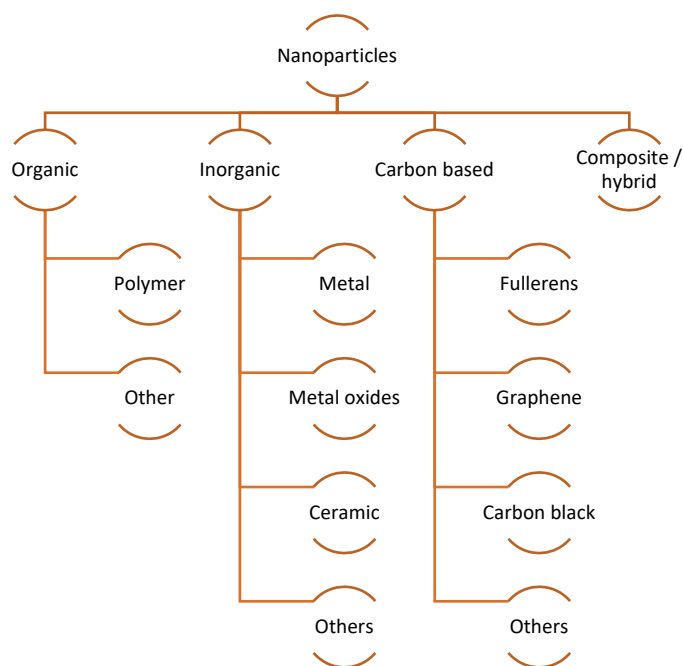 Nanoparticles
Organic
Inorganic
Carbon based
Composite /
hybrid
Polymer
Metal
Fullerens
Other
Metal oxides
Graphene
Ceramic
Carbon black
Others
Others